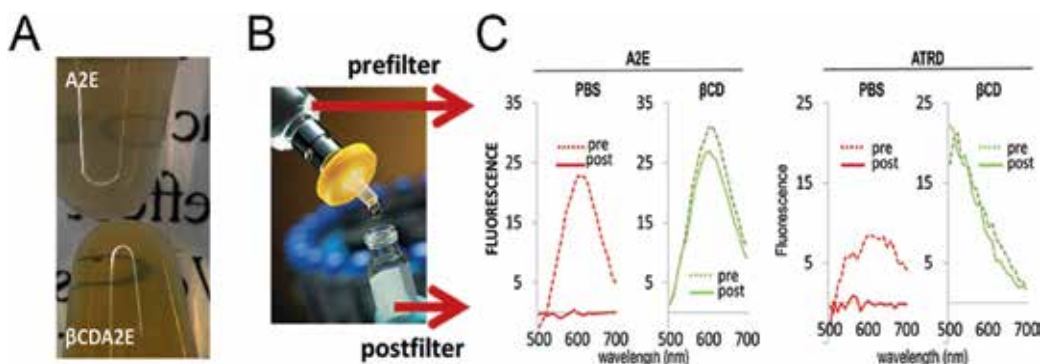 A
A2E
βCDA2E
B
prefilter
postfilter
C
A2E
PBS
βCD
35
25
15
5
FLUORESCENCE
pre
post
500 600 700
35
25
15
5
pre
post
500 600 700
wavelength (nm)
ATRD
PBS
βCD
25
15
5
Fluorescence
pre
post
500 600 700
25
15
5
pre
post
500 600 700
wavelength (nm)